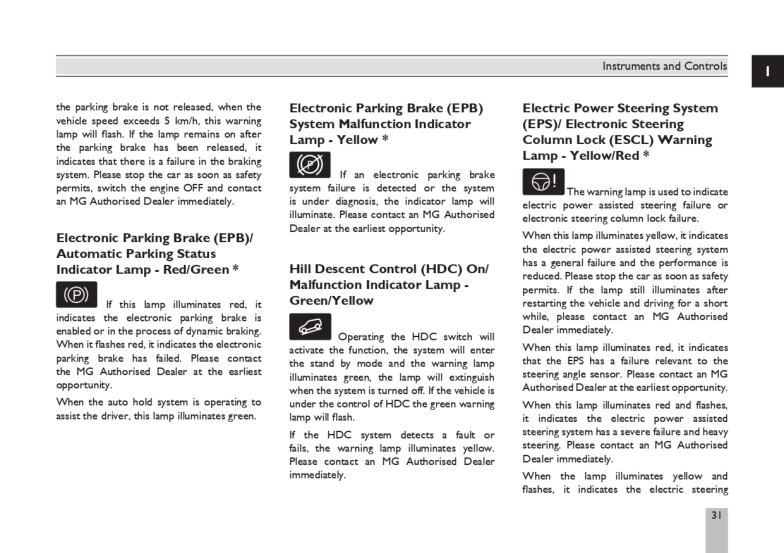 Instruments and Controls
1
the parking brake is not released, when the
vehicle speed exceeds 5 km/h, this warning
lamp will flash. If the lamp remains on after
the parking brake has been released, it
indicates that there is a failure in the braking
system. Please stop the car as soon as safety
permits, switch the engine OFF and contact
an MG Authorised Dealer immediately.
Electronic Parking Brake (EPB)/
Automatic Parking Status
Indicator Lamp - Red/Green *
P
If this lamp illuminates red, it
indicates the electronic parking brake is
enabled or in the process of dynamic braking.
When it flashes red, it indicates the electronic
parking brake has failed. Please contact
the MG Authorised Dealer at the earliest
opportunity.
When the auto hold system is operating to
assist the driver, this lamp illuminates green.
Electronic Parking Brake (EPB)
System Malfunction Indicator
Lamp - Yellow *
P
If an electronic parking brake
system failure is detected or the system
is under diagnosis, the indicator lamp will
illuminate. Please contact an MG Authorised
Dealer at the earliest opportunity.
Hill Descent Control (HDC) On/
Malfunction Indicator Lamp -
Green/Yellow
Operating the HDC switch will
activate the function, the system will enter
the stand by mode and the warning lamp
illuminates green, the lamp will extinguish
when the system is turned off. If the vehicle is
under the control of HDC the green warning
lamp will flash.
If the HDC system detects a fault or
fails, the warning lamp illuminates yellow.
Please contact an MG Authorised Dealer
immediately.
Electric Power Steering System
(EPS)/ Electronic Steering
Column Lock (ESCL) Warning
Lamp - Yellow/Red *
!
The warning lamp is used to indicate
electric power assisted steering failure or
electronic steering column lock failure.
When this lamp illuminates yellow, it indicates
the electric power assisted steering system
has a general failure and the performance is
reduced. Please stop the car as soon as safety
permits. If the lamp still illuminates after
restarting the vehicle and driving for a short
while, please contact an MG Authorised
Dealer immediately.
When this lamp illuminates red, it indicates
that the EPS has a failure relevant to the
steering angle sensor. Please contact an MG
Authorised Dealer at the earliest opportunity.
When this lamp illuminates red and flashes,
it indicates the electric power assisted
steering system has a severe failure and heavy
steering. Please contact an MG Authorised
Dealer immediately.
When the lamp illuminates yellow and
flashes, it indicates the electric steering
31